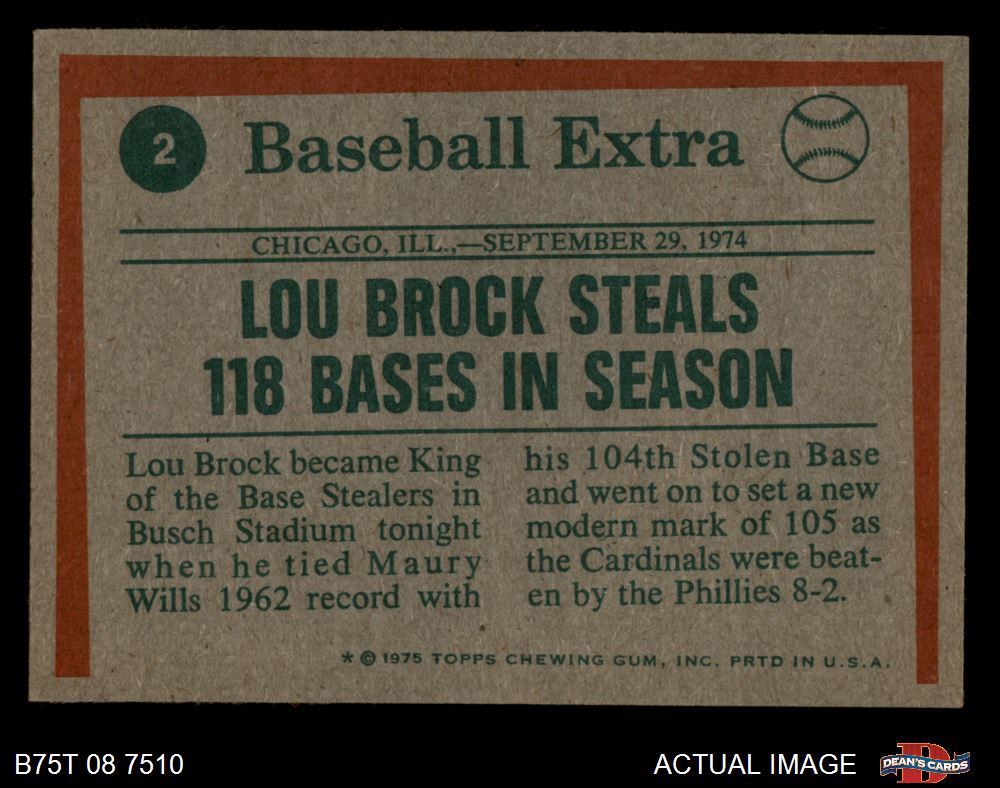 2
Baseball Extra
CHICAGO, ILL.,—SEPTEMBER 29, 1974
LOU BROCK STEALS
118 BASES IN SEASON
Lou Brock became King
of the Base Stealers in
Busch Stadium tonight
when he tied Maury
Wills 1962 record with
his 104th Stolen Base
and went on to set a new
modern mark of 105 as
the Cardinals were beat-
en by the Phillies 8-2.
* © 1975 TOPPS CHEWING GUM, INC. PRTD IN U.S.A.
B75T 08 7510
ACTUAL IMAGE
D
DEAN'S CARDS